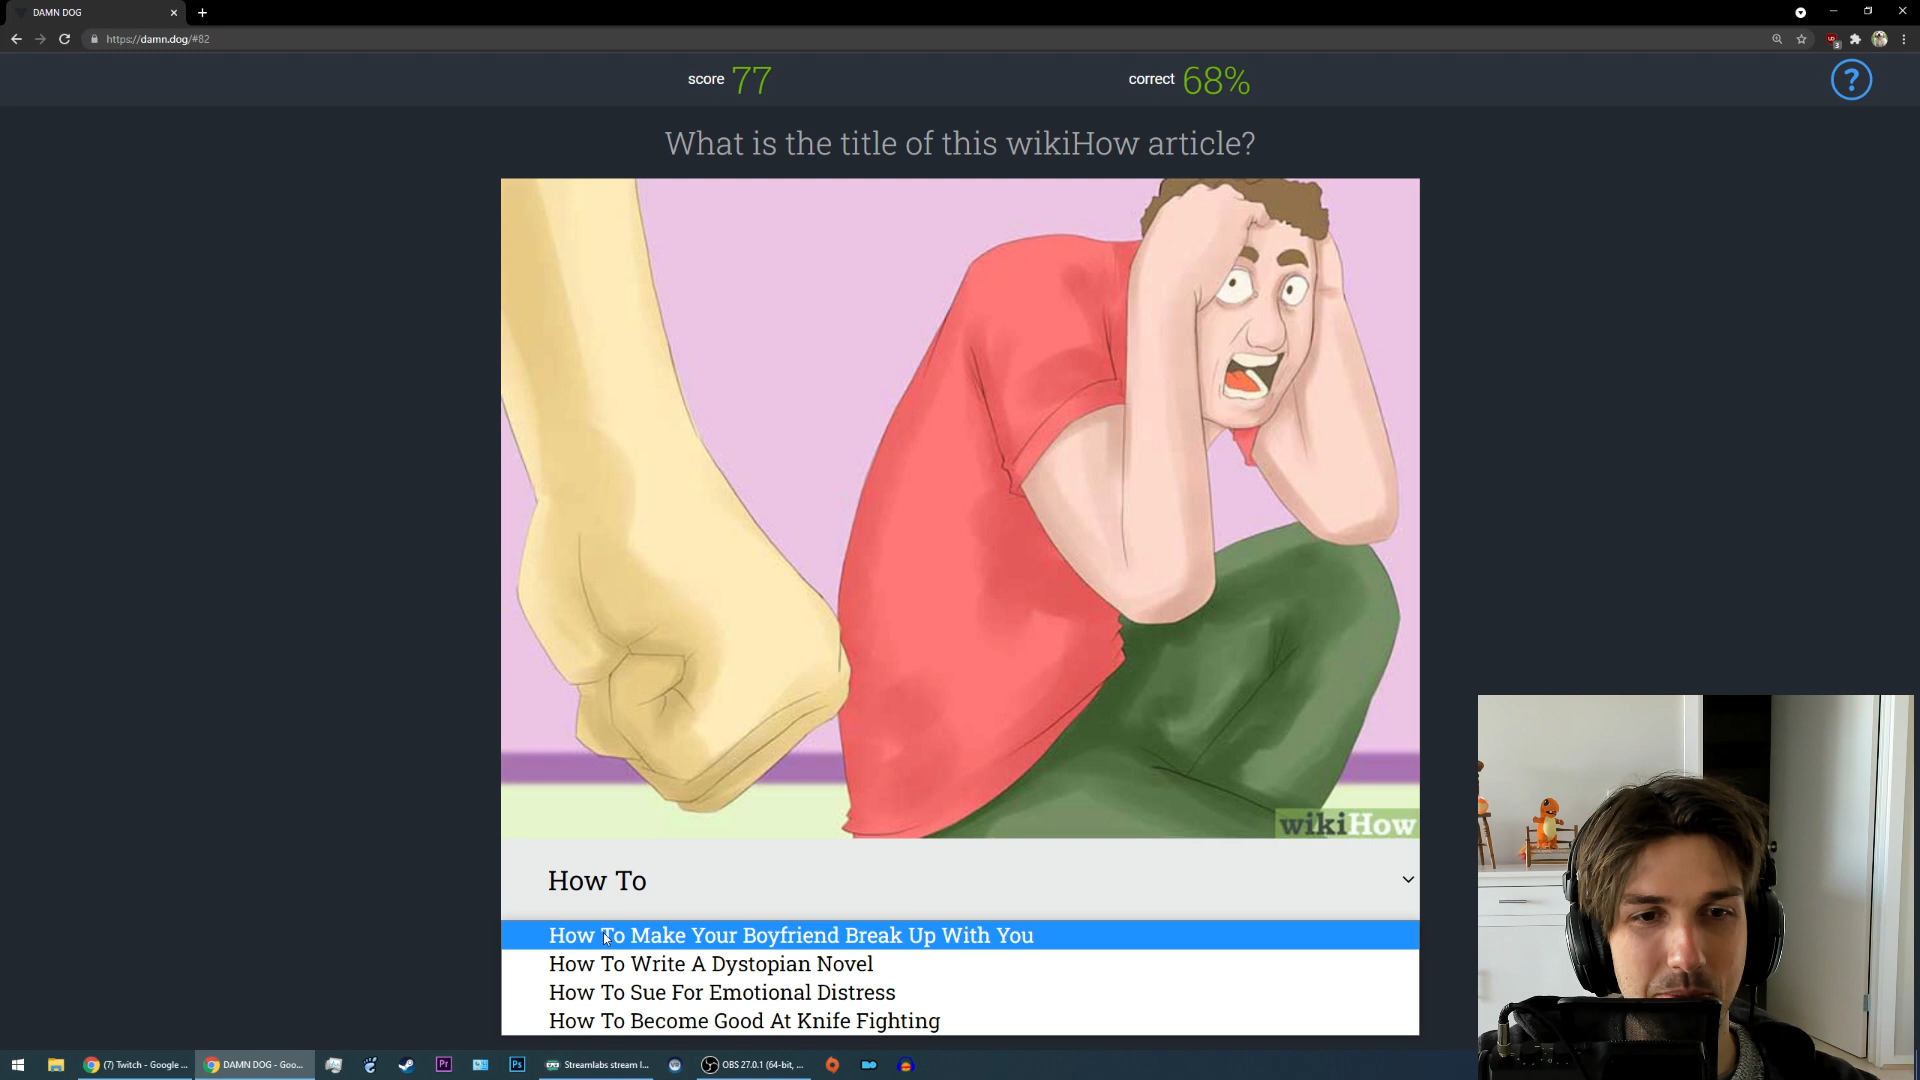 DAMN DOG
https://damn.dog/#82
score 77
correct 68%
?
What is the title of this wikiHow article?
wikiHow
How To
How To Make Your Boyfriend Break Up With You
How To Write A Dystopian Novel
How To Sue For Emotional Distress
How To Become Good At Knife Fighting
(7) Twitch - Google ...
DAMN DOG - Goo...
Pr
Ps
Streamlabs stream l...
OBS 27.0.1 (64-bit, ...